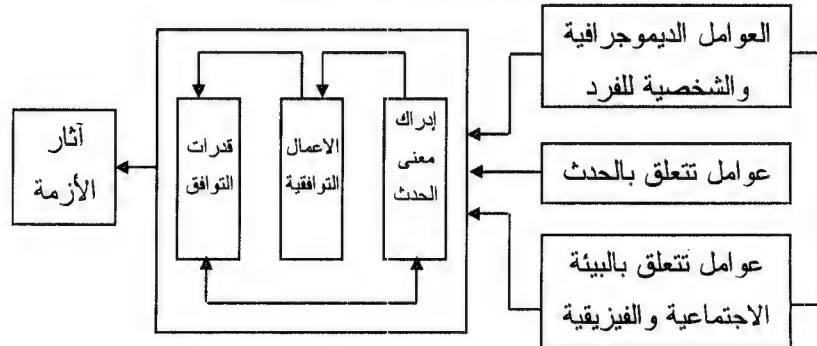 العوامل الديموجرافية
والشخصية للفرد
عوامل تتعلق بالحدث
عوامل تتعلق بالبيئة
الاجتماعية والفيزيقية
إدراك
معنى
الحدث
الاعمال
التوافقية
قدرات
التوافق
آثار
الأزمة